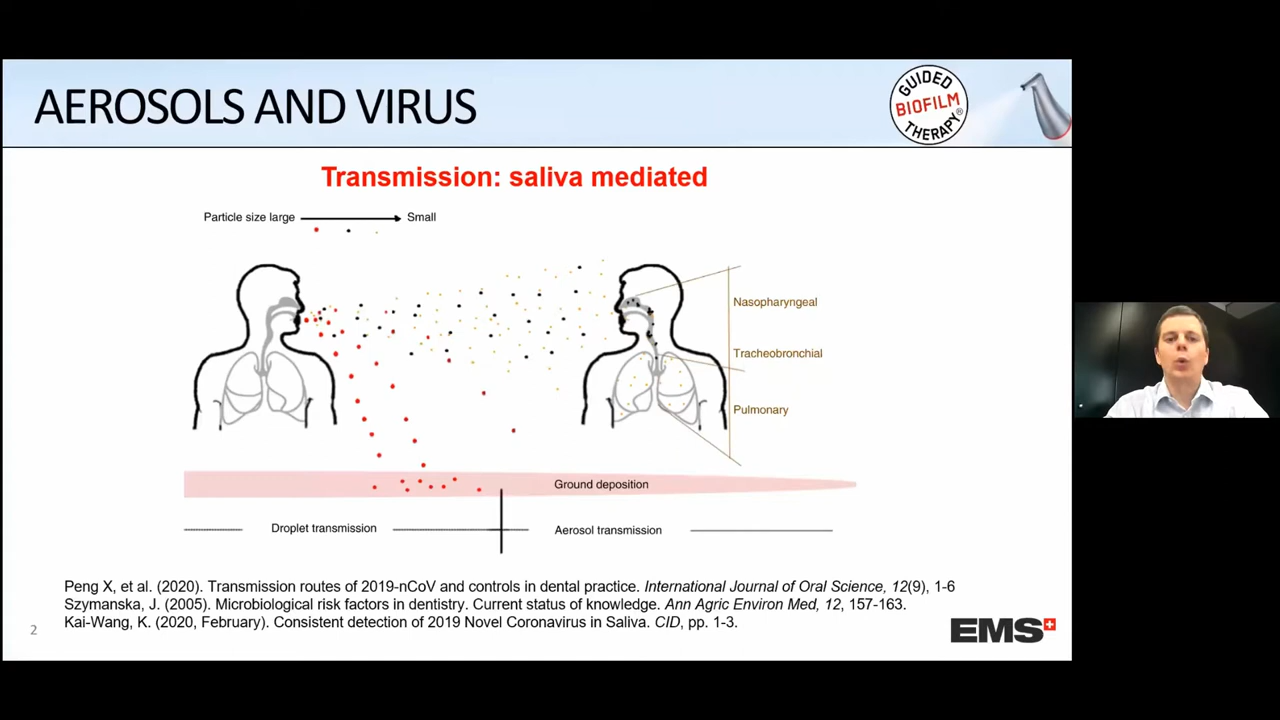 AEROSOLS AND VIRUS
GUIDED
BIOFILM
THERAPY®
Transmission: saliva mediated
Particle size large
Small
Nasopharyngeal
Tracheobronchial
Pulmonary
Ground deposition
Droplet transmission
Aerosol transmission
Peng X, et al. (2020). Transmission routes of 2019-nCoV and controls in dental practice. International Journal of Oral Science, 12(9), 1-6
Szymanska, J. (2005). Microbiological risk factors in dentistry. Current status of knowledge. Ann Agric Environ Med, 12, 157-163.
Kai-Wang, K. (2020, February). Consistent detection of 2019 Novel Coronavirus in Saliva. CID, pp. 1-3.
2
EMS